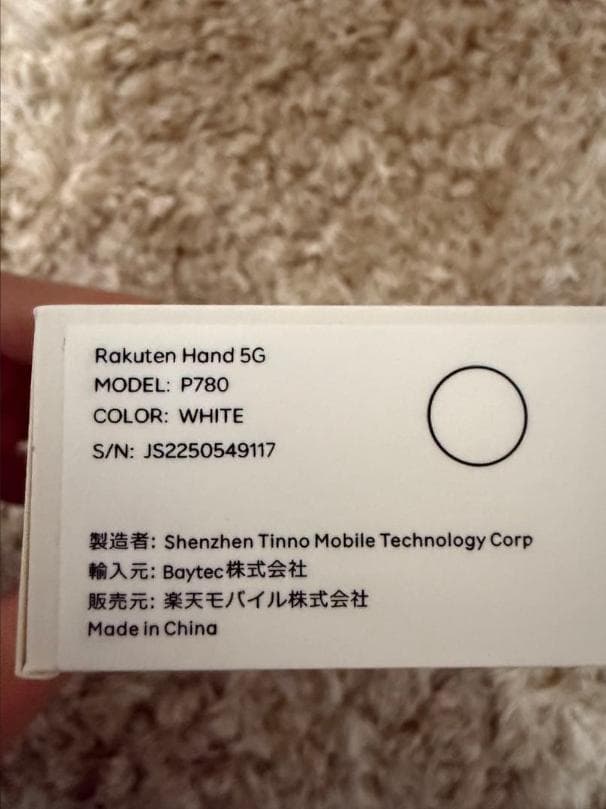 Rakuten Hand 5G
MODEL: P780
COLOR: WHITE
S/N: JS2250549117
製造者: Shenzhen Tinno Mobile Technology Corp
輸入元: Baytec株式会社
販売元: 楽天モバイル株式会社
Made in China